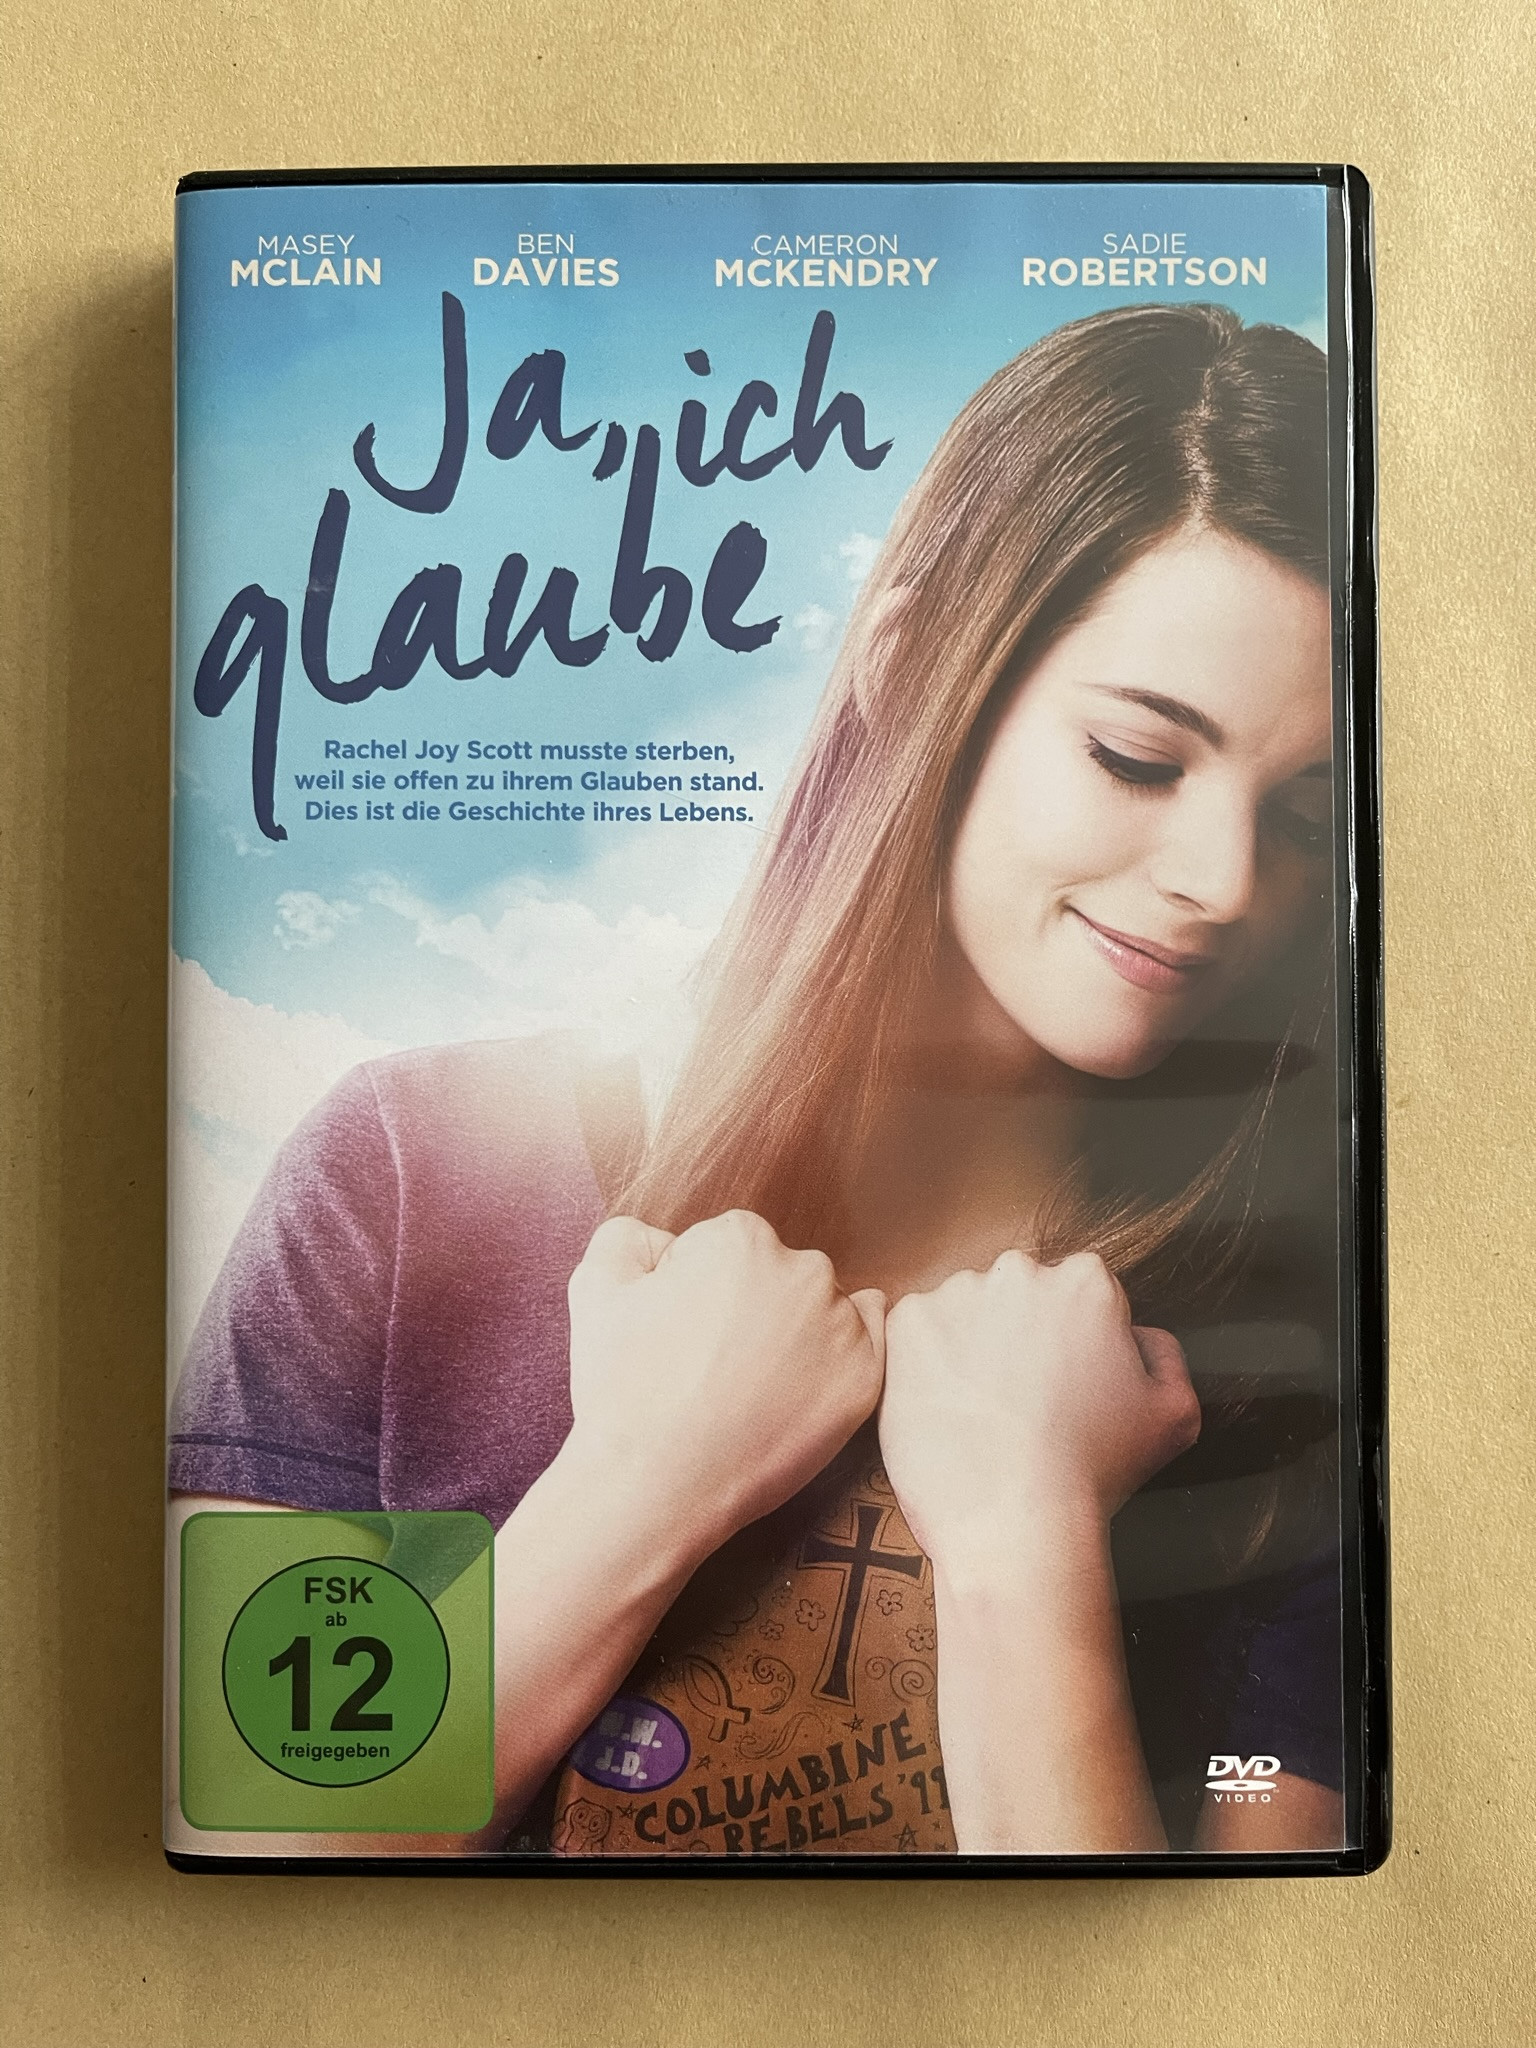 MASEY MCLAIN
BEN DAVIES
CAMERON MCKENDRY
SADIE ROBERTSON
Ja, ich
glaube
Rachel Joy Scott musste sterben,
weil sie offen zu ihrem Glauben stand.
Dies ist die Geschichte ihres Lebens.
W.W.
J.D.
COLUMBINE
REBELS '99
FSK
ab
12
freigegeben
DVD
VIDEO